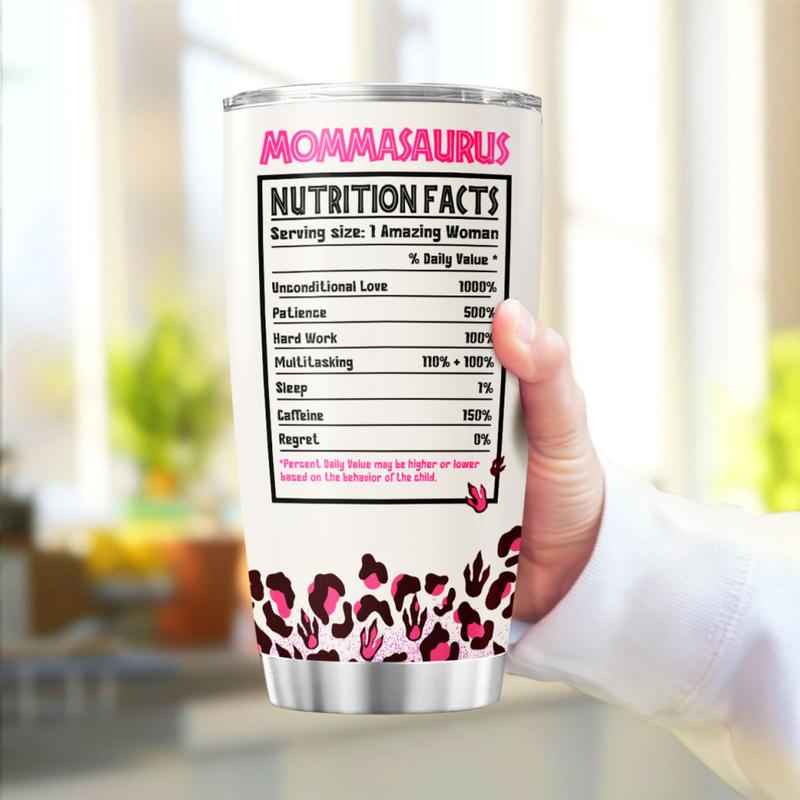 MOMMASAURUS
NUTRITION FACTS
Serving size: 1 Amazing Woman
% Daily Value *
Unconditional Love 1000%
Patience 500%
Hard Work 100%
Multitasking 110% + 100%
Sleep 1%
Caffeine 150%
Regret 0%
*Percent Daily Value may be higher or lower
based on the behavior of the child.